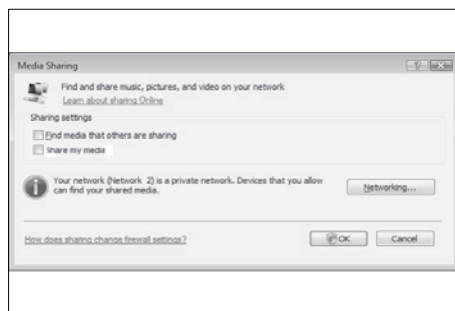 Media Sharing
Find and share music, pictures, and video on your network
Learn about sharing Online
Sharing settings
Find media that others are sharing
Share my media
Your network (Network 2) is a private network. Devices that you allow
can find your shared media.
Networking...
How does sharing change firewall settings?
OK
Cancel